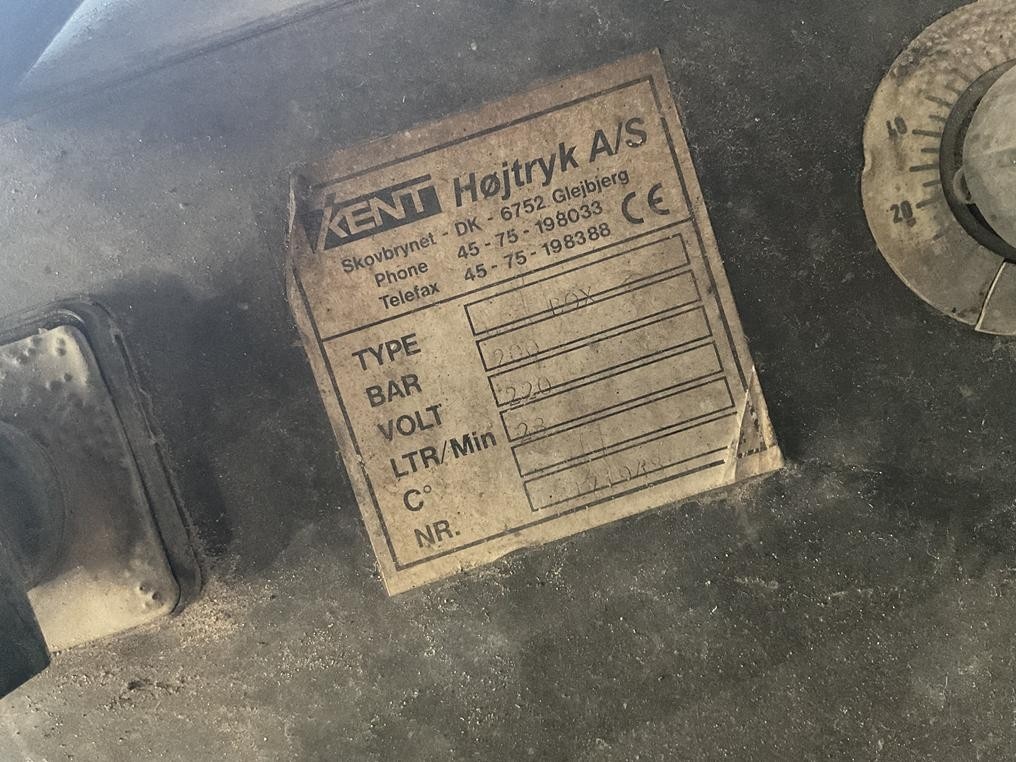 KENT Højtryk A/S
Skovbrynet - DK - 6752 Glejbjerg
Phone 45 - 75 - 198033
Telefax 45 - 75 - 198388
CE
TYPE BOX
BAR 200
VOLT 220
LTR/Min 23
C°
NR.
40
20